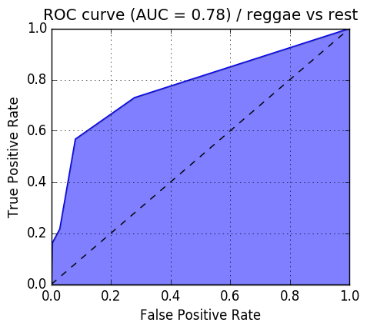 ROC curve (AUC = 0.78) / reggae vs rest
1.0
0.8
0.6
0.4
0.2
0.0
True Positive Rate
0.0 0.2 0.4 0.6 0.8 1.0
False Positive Rate